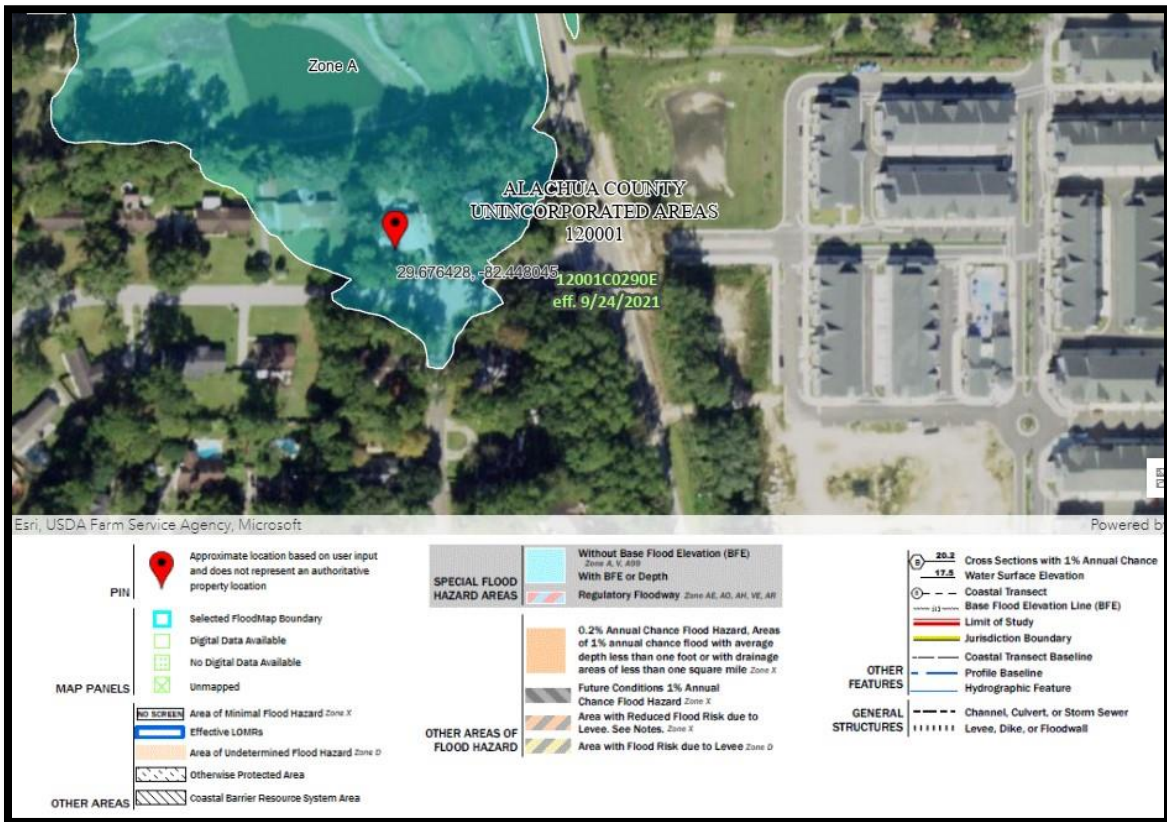 Zone A
ALACHUA COUNTY
UNINCORPORATED AREAS
120001
29.676428, -82.448045
12001C0290E
eff. 9/24/2021
Esri, USDA Farm Service Agency, Microsoft
Powered by
PIN
Approximate location based on user input
and does not represent an authoritative
property location
MAP PANELS
Selected FloodMap Boundary
Digital Data Available
No Digital Data Available
Unmapped
OTHER AREAS
NO SCREEN Area of Minimal Flood Hazard Zone X
Effective LOMRs
Area of Undetermined Flood Hazard Zone D
Otherwise Protected Area
Coastal Barrier Resource System Area
SPECIAL FLOOD
HAZARD AREAS
Without Base Flood Elevation (BFE)
Zone A, V, A99
With BFE or Depth
Regulatory Floodway Zone AE, AO, AH, VE, AR
OTHER AREAS OF
FLOOD HAZARD
0.2% Annual Chance Flood Hazard, Areas
of 1% annual chance flood with average
depth less than one foot or with drainage
areas of less than one square mile Zone X
Future Conditions 1% Annual
Chance Flood Hazard Zone X
Area with Reduced Flood Risk due to
Levee. See Notes. Zone X
Area with Flood Risk due to Levee Zone D
OTHER
FEATURES
20.2 Cross Sections with 1% Annual Chance
17.5 Water Surface Elevation
Coastal Transect
Base Flood Elevation Line (BFE)
Limit of Study
Jurisdiction Boundary
Coastal Transect Baseline
Profile Baseline
Hydrographic Feature
GENERAL
STRUCTURES
Channel, Culvert, or Storm Sewer
Levee, Dike, or Floodwall